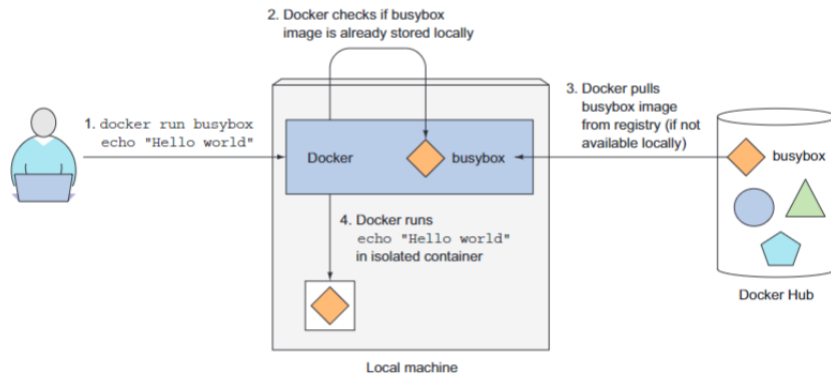 2. Docker checks if busybox
image is already stored locally
1. docker run busybox
echo "Hello world"
Docker
busybox
3. Docker pulls
busybox image
from registry (if not
available locally)
busybox
4. Docker runs
echo "Hello world"
in isolated container
Docker Hub
Local machine